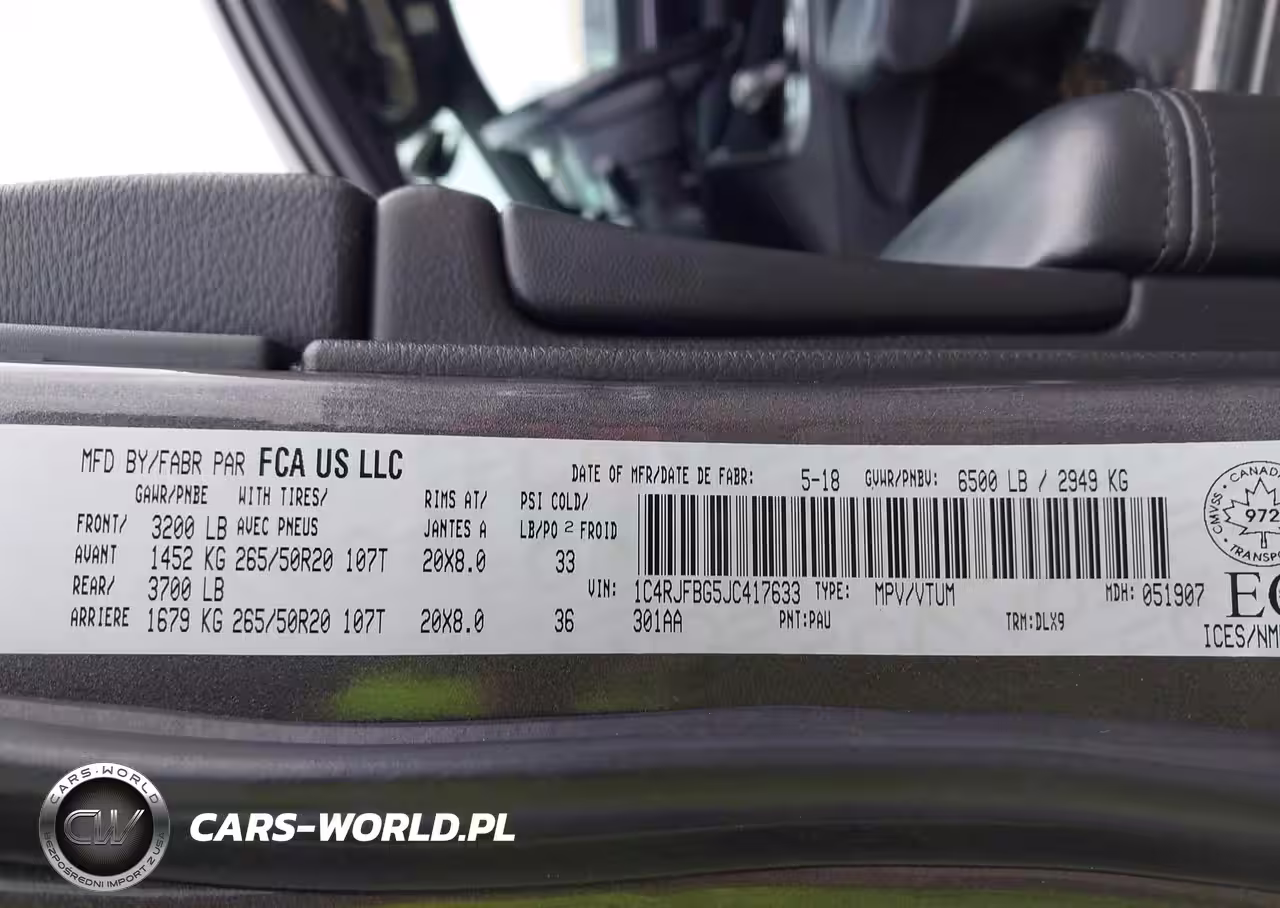 MFD BY/FABR PAR FCA US LLC
DATE OF MFR/DATE DE FABR: 5-18 GVWR/PNBV: 6500 LB / 2949 KG
GAWR/PNBE WITH TIRES/ RIMS AT/ PSI COLD/
FRONT/ 3200 LB AVEC PNEUS JANTES A LB/PO 2 FROID
AVANT 1452 KG 265/50R20 107T 20X8.0 33
REAR/ 3700 LB
VIN: 1C4RJFBG5JC417633 TYPE: MPV/VTUM MDH: 051907
ARRIERE 1679 KG 265/50R20 107T 20X8.0 36
301AA PNT:PAU TRM:DLX9
CMVSS
972
ICES/NM
CARS-WORLD
CW
BEZPOŚREDNI IMPORT Z USA
CARS-WORLD.PL